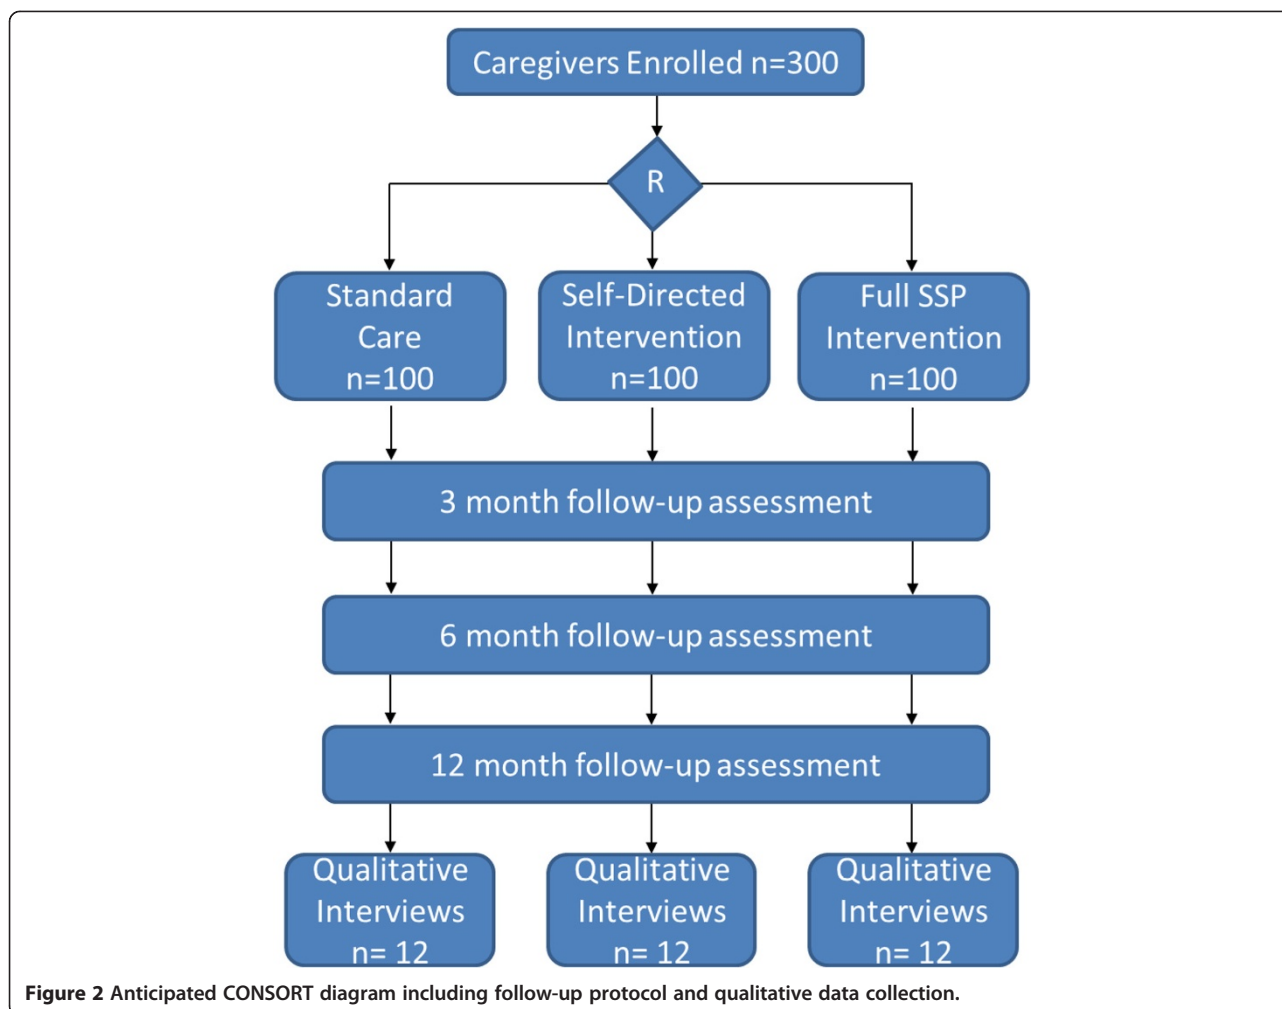 Caregivers Enrolled n=300
R
Standard
Care
n=100
Self-Directed
Intervention
n=100
Full SSP
Intervention
n=100
3 month follow-up assessment
6 month follow-up assessment
12 month follow-up assessment
Qualitative
Interviews
n= 12
Qualitative
Interviews
n= 12
Qualitative
Interviews
n= 12
Figure 2 Anticipated CONSORT diagram including follow-up protocol and qualitative data collection.